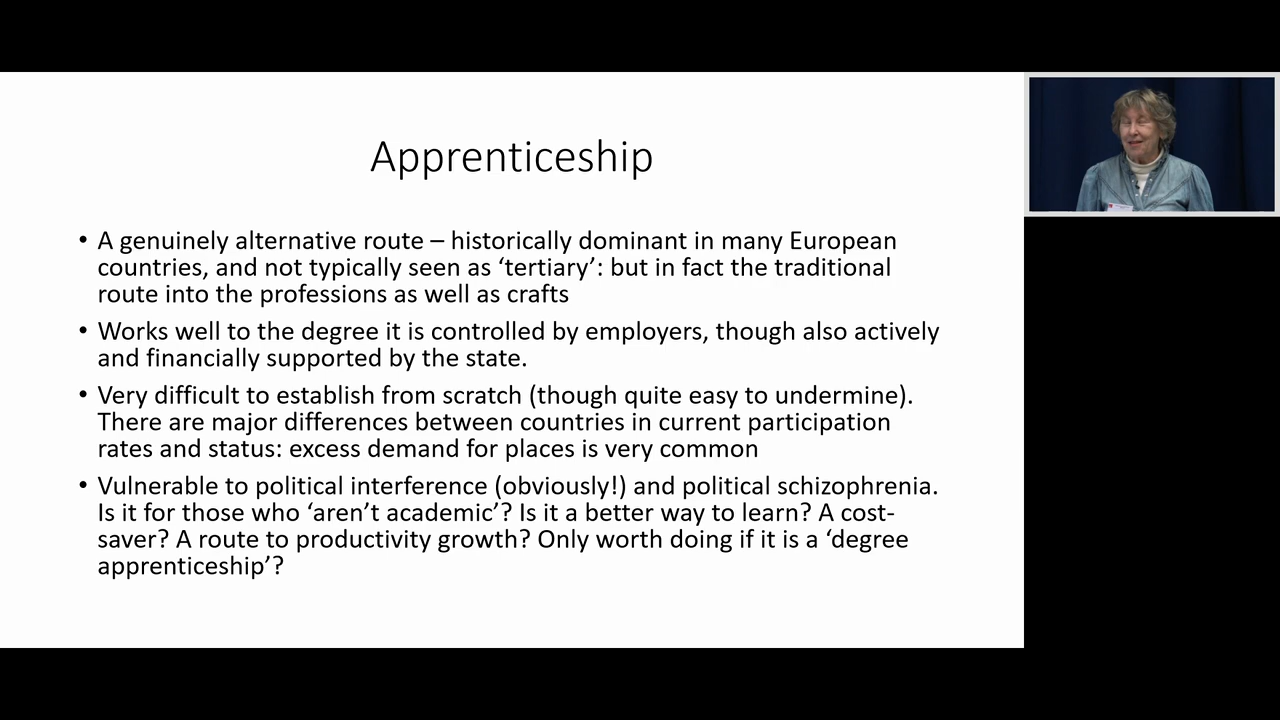 Apprenticeship
• A genuinely alternative route – historically dominant in many European
countries, and not typically seen as ‘tertiary’: but in fact the traditional
route into the professions as well as crafts
• Works well to the degree it is controlled by employers, though also actively
and financially supported by the state.
• Very difficult to establish from scratch (though quite easy to undermine).
There are major differences between countries in current participation
rates and status: excess demand for places is very common
• Vulnerable to political interference (obviously!) and political schizophrenia.
Is it for those who ‘aren’t academic’? Is it a better way to learn? A cost-
saver? A route to productivity growth? Only worth doing if it is a ‘degree
apprenticeship’?